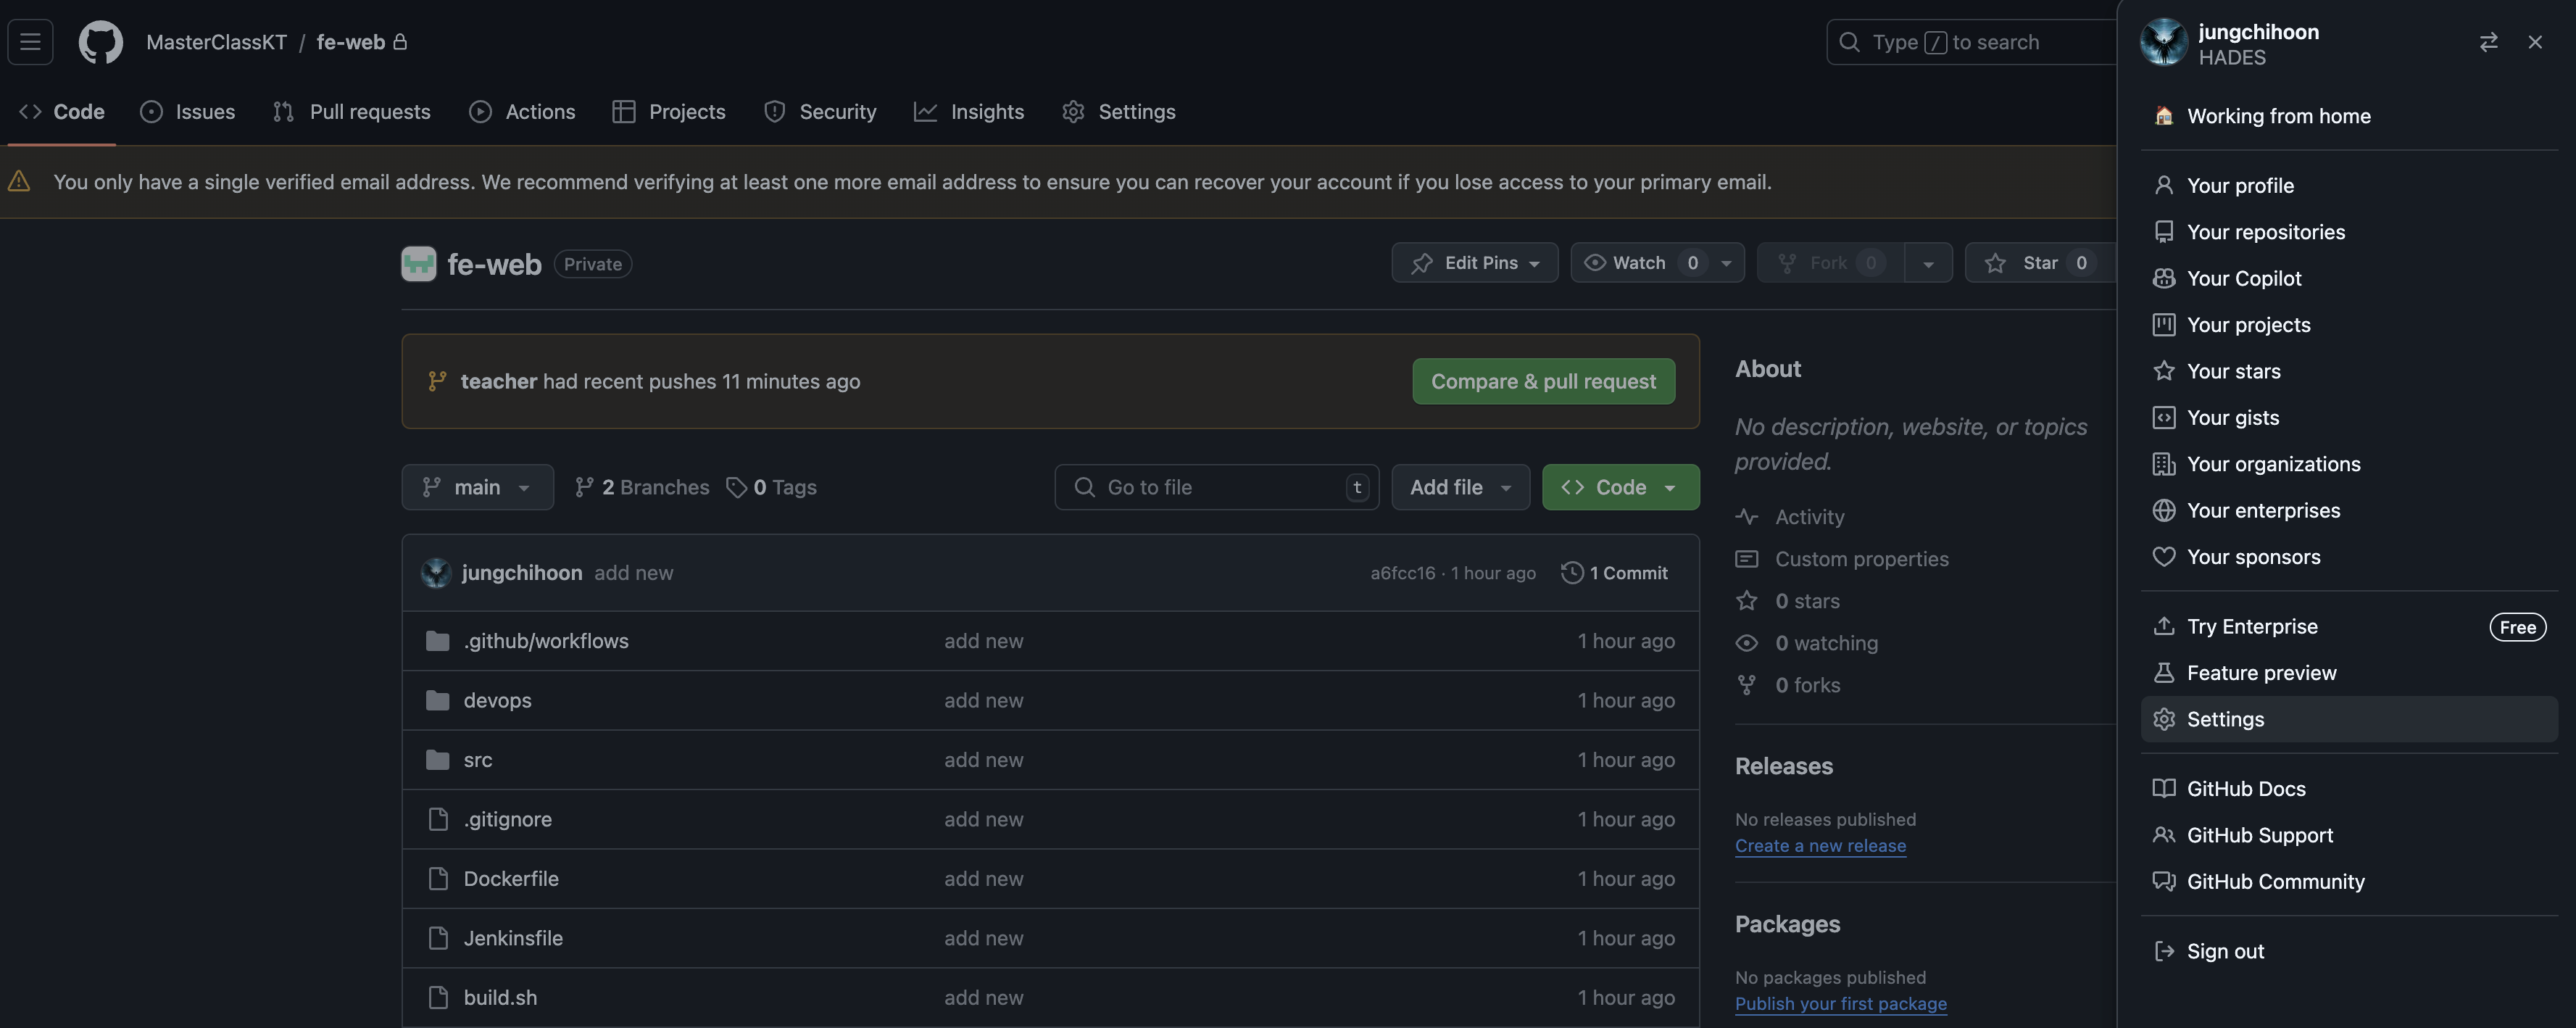 MasterClassKT / fe-web
Type / to search
Code
Issues
Pull requests
Actions
Projects
Security
Insights
Settings
You only have a single verified email address. We recommend verifying at least one more email address to ensure you can recover your account if you lose access to your primary email.
fe-web Private
Edit Pins
Watch 0
Fork 0
Star 0
teacher had recent pushes 11 minutes ago
Compare & pull request
main
2 Branches
0 Tags
Go to file t
Add file
Code
jungchihoon add new a6fcc16 · 1 hour ago 1 Commit
.github/workflows add new 1 hour ago
devops add new 1 hour ago
src add new 1 hour ago
.gitignore add new 1 hour ago
Dockerfile add new 1 hour ago
Jenkinsfile add new 1 hour ago
build.sh add new 1 hour ago
About
No description, website, or topics
provided.
Activity
Custom properties
0 stars
0 watching
0 forks
Releases
No releases published
Create a new release
Packages
No packages published
Publish your first package
jungchihoon
HADES
Working from home
Your profile
Your repositories
Your Copilot
Your projects
Your stars
Your gists
Your organizations
Your enterprises
Your sponsors
Try Enterprise Free
Feature preview
Settings
GitHub Docs
GitHub Support
GitHub Community
Sign out